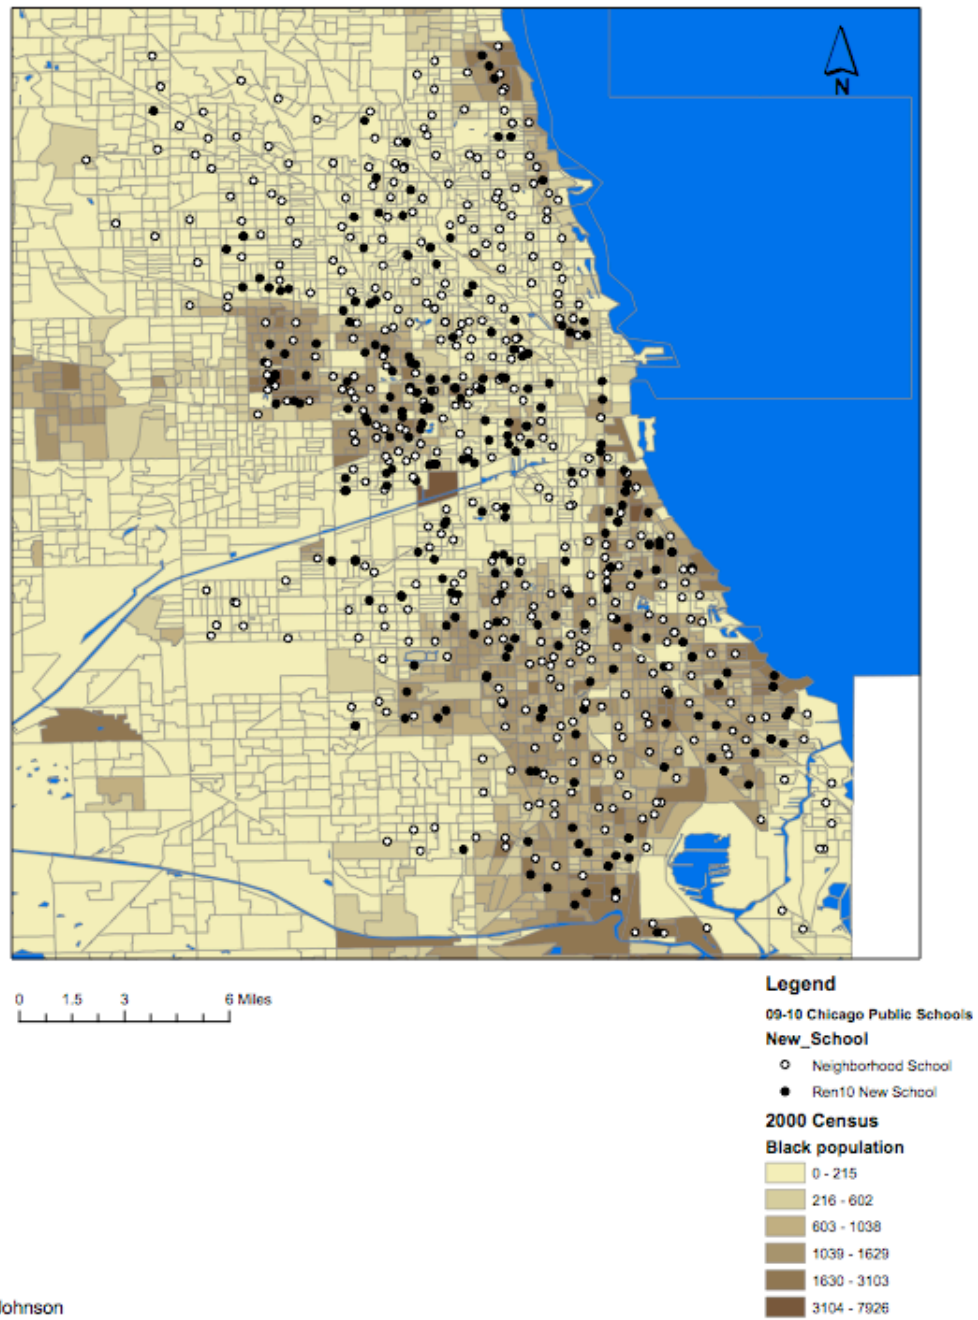 N
0 1.5 3 6 Miles
Legend
09-10 Chicago Public Schools
New_School
Neighborhood School
Ren10 New School
2000 Census
Black population
0 - 215
216 - 602
603 - 1038
1039 - 1629
1630 - 3103
3104 - 7926
Johnson